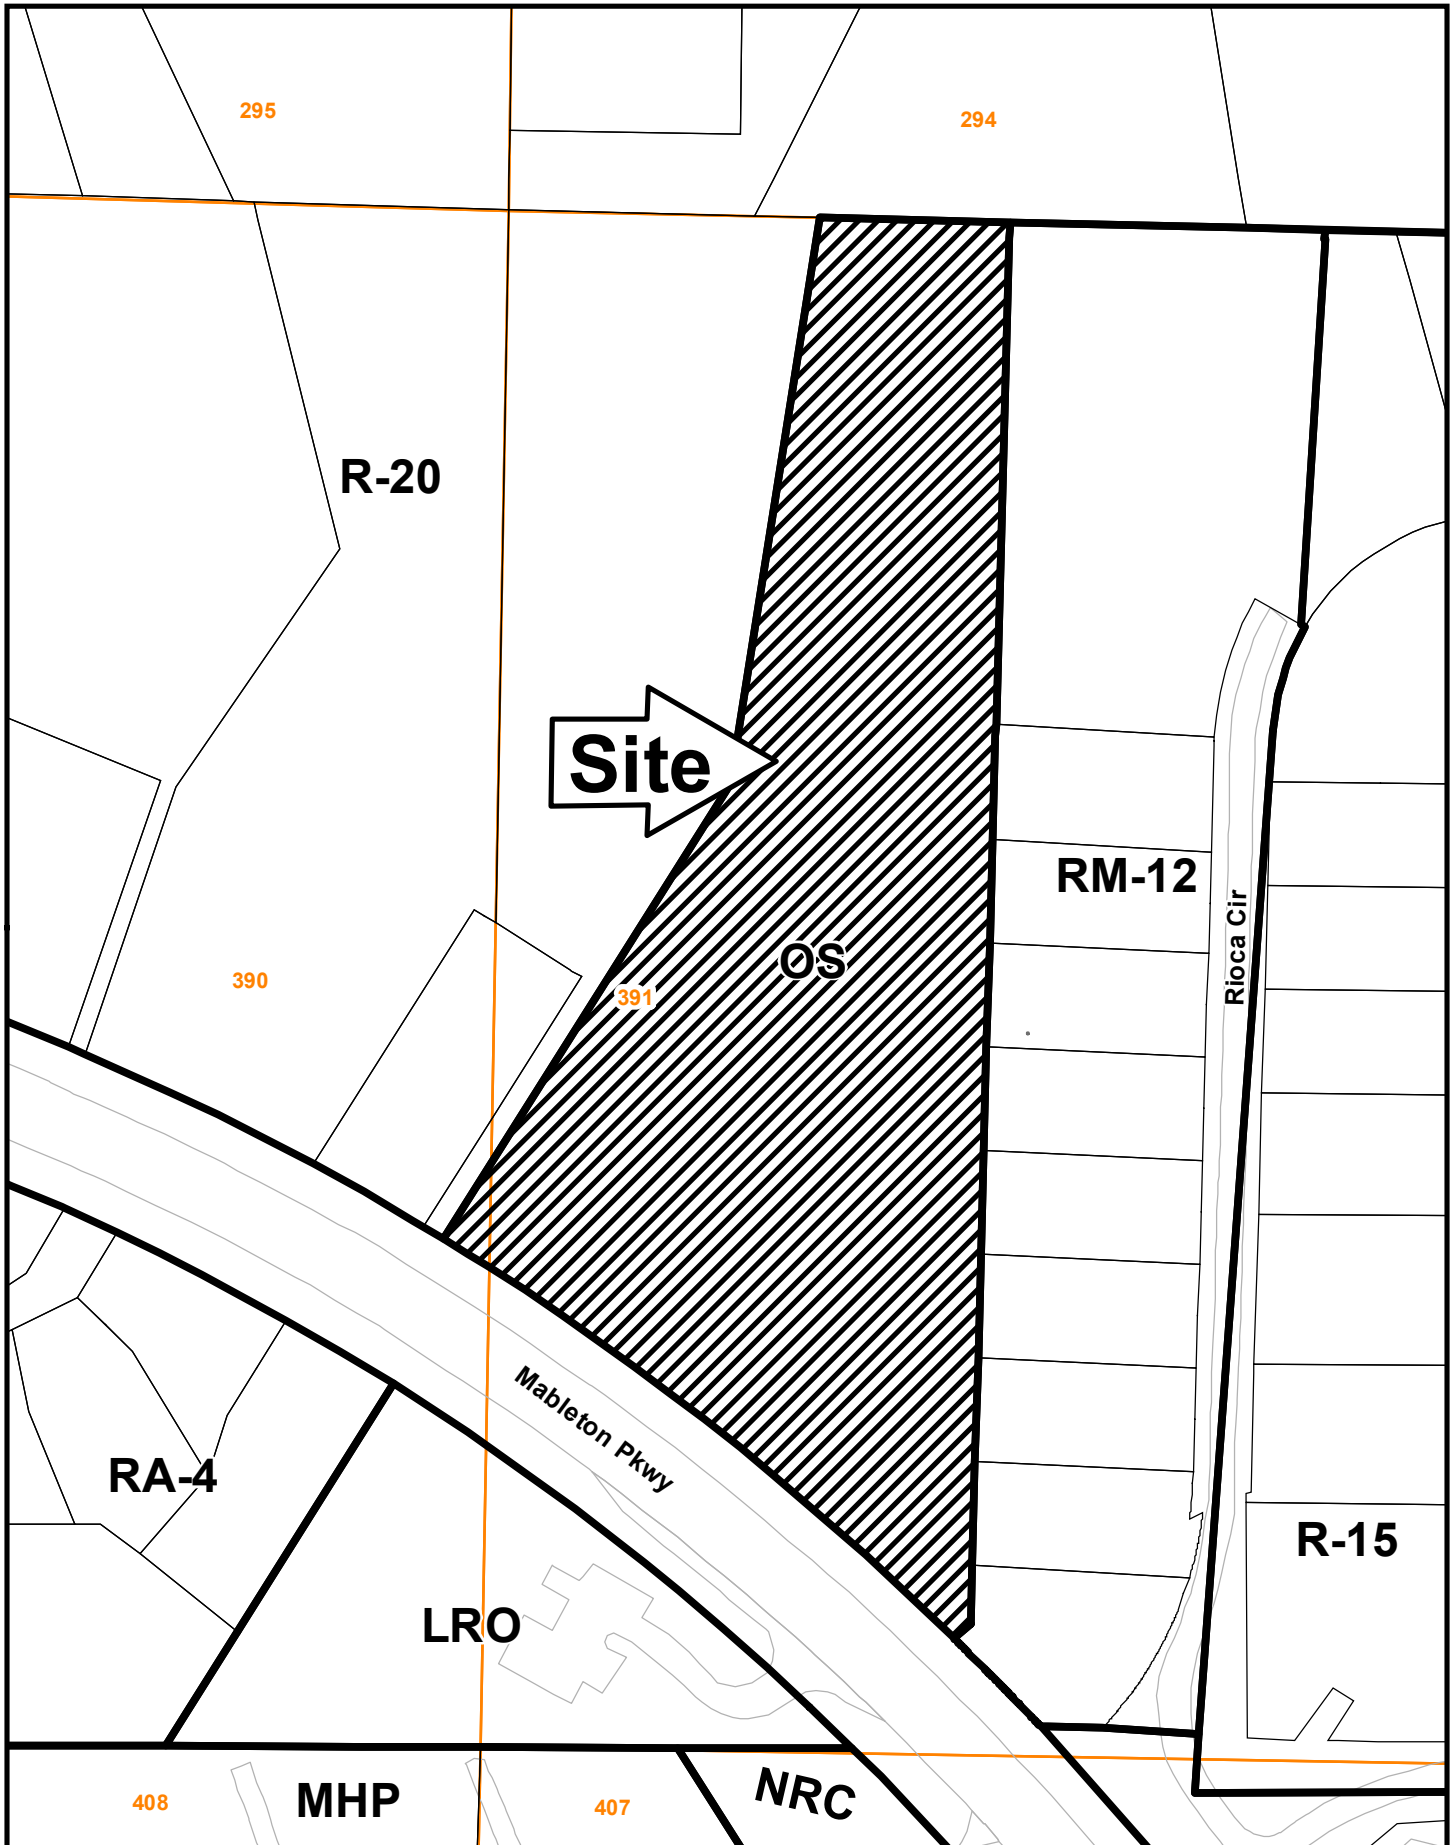 295
294
R-20
Site
RM-12
Rioca Cir
OS
390
391
Mableton Pkwy
RA-4
R-15
LRO
NRC
MHP
408
407